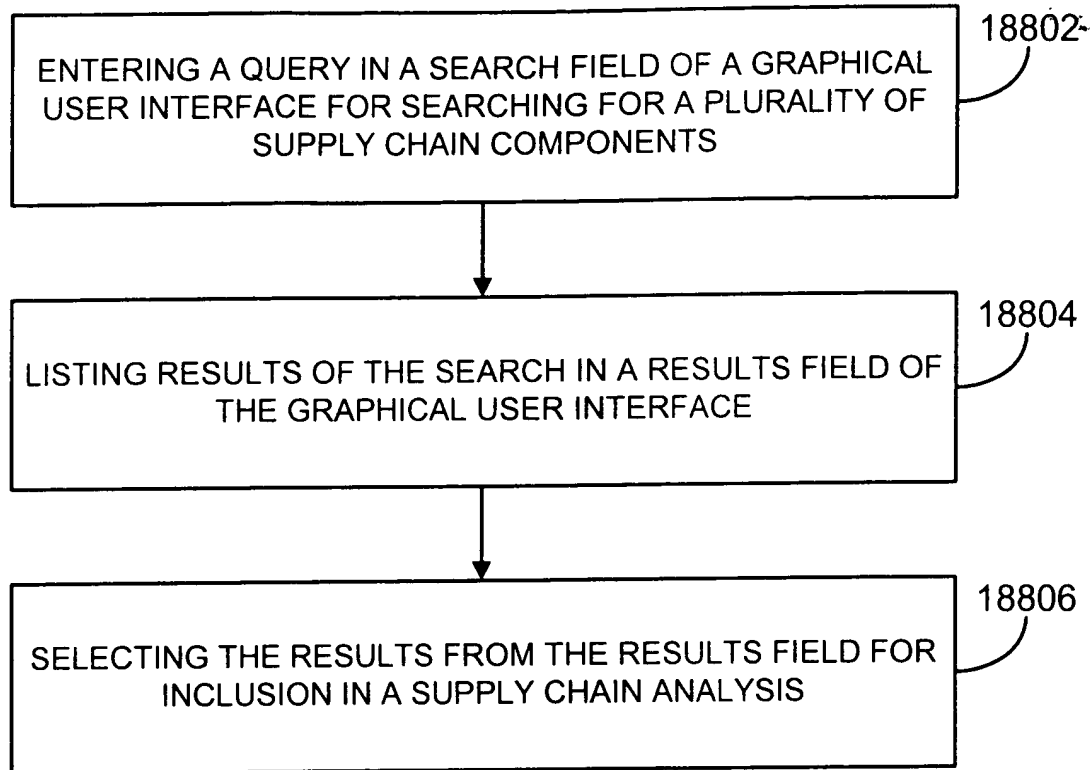 18802
ENTERING A QUERY IN A SEARCH FIELD OF A GRAPHICAL
USER INTERFACE FOR SEARCHING FOR A PLURALITY OF
SUPPLY CHAIN COMPONENTS
18804
LISTING RESULTS OF THE SEARCH IN A RESULTS FIELD OF
THE GRAPHICAL USER INTERFACE
18806
SELECTING THE RESULTS FROM THE RESULTS FIELD FOR
INCLUSION IN A SUPPLY CHAIN ANALYSIS